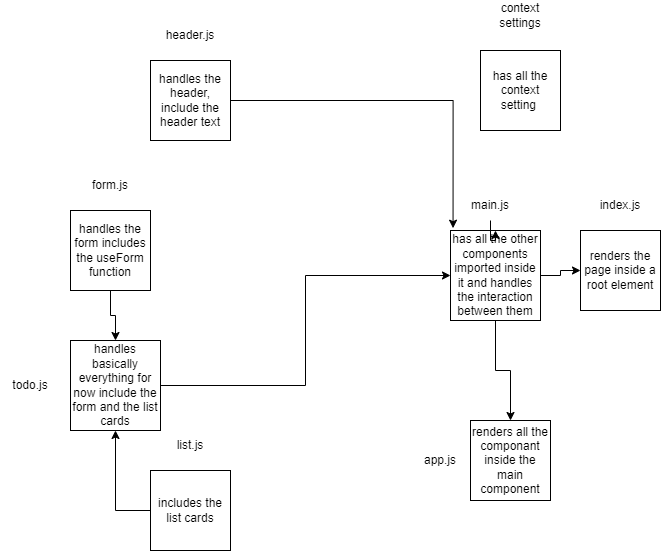 context
settings
header.js
handles the
header,
include the
header text
has all the
context
setting
form.js
handles the
form includes
the useForm
function
main.js
has all the other
components
imported inside
it and handles
the interaction
between them
index.js
renders the
page inside a
root element
todo.js
handles
basically
everything for
now include the
form and the list
cards
list.js
includes the
list cards
app.js
renders all the
componant
inside the
main
component